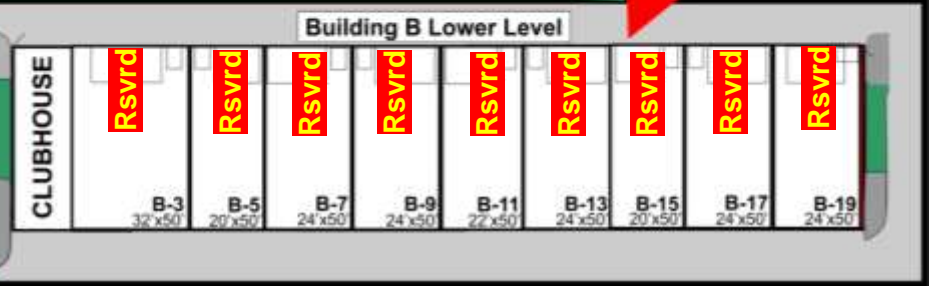 Building B Lower Level
CLUBHOUSE
Rsvrd
B-3
32'x50'
Rsvrd
B-5
20'x50'
Rsvrd
B-7
24'x50'
Rsvrd
B-9
24'x50'
Rsvrd
B-11
22'x50'
Rsvrd
B-13
24'x50'
Rsvrd
B-15
20'x50'
Rsvrd
B-17
24'x50'
Rsvrd
B-19
24'x50'